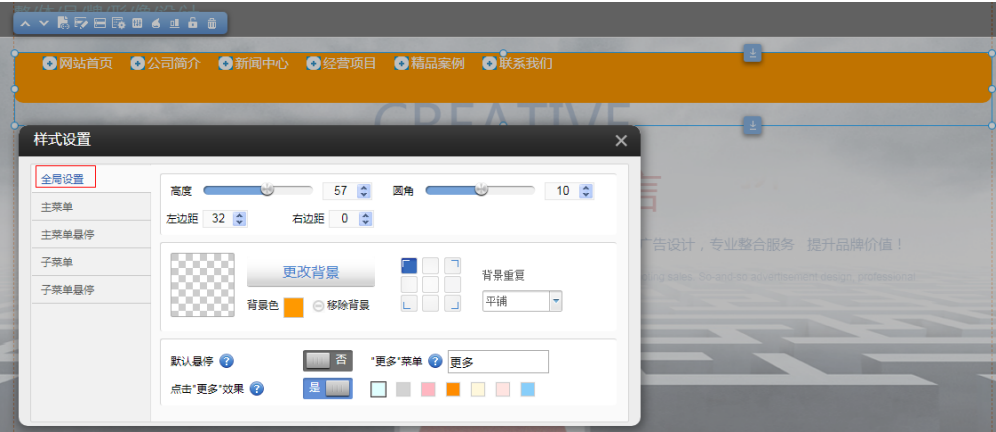 网站首页 公司简介 新闻中心 经营项目 精品案例 联系我们
CREATIVE
样式设置
言
全局设置
高度 57 圆角 10
主菜单
左边距 32 右边距 0
主菜单悬停
广告设计，专业整合服务 提升品牌价值！
子菜单
更改背景 背景重复
子菜单悬停
背景色 移除背景 平铺
默认悬停 ? 否 "更多"菜单 ? 更多
点击"更多"效果 ? 是